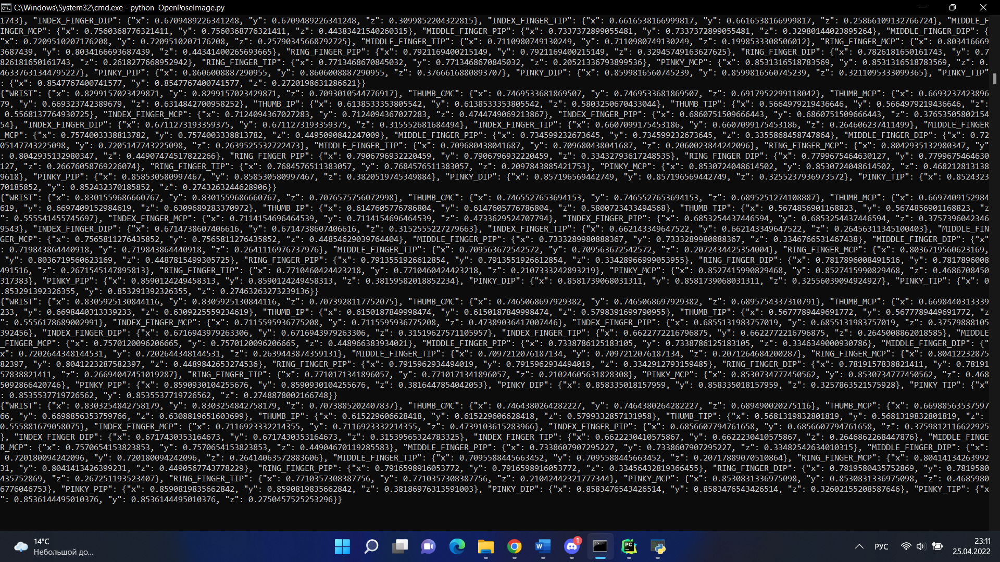 C:\Windows\System32\cmd.exe - python  OpenPoseImage.py
1743}, "INDEX_FINGER_DIP": {"x": 0.6709489226341248, "y": 0.6709489226341248, "z": 0.3099852204322815}, "INDEX_FINGER_TIP": {"x": 0.6616538166999817, "y": 0.6616538166999817, "z": 0.25866109132766724}, "MIDDLE_F
INGER_MCP": {"x": 0.7560368776321411, "y": 0.7560368776321411, "z": 0.44383421540260315}, "MIDDLE_FINGER_PIP": {"x": 0.7337372899055481, "y": 0.7337372899055481, "z": 0.32980144023895264}, "MIDDLE_FINGER_DIP": {
"x": 0.7209510207176208, "y": 0.7209510207176208, "z": 0.25790345668792725}, "MIDDLE_FINGER_TIP": {"x": 0.7110980749130249, "y": 0.7110980749130249, "z": 0.1998533308506012}, "RING_FINGER_MCP": {"x": 0.803416669
3687439, "y": 0.8034166693687439, "z": 0.44341400265693665}, "RING_FINGER_PIP": {"x": 0.7921169400215149, "y": 0.7921169400215149, "z": 0.32945749163627625}, "RING_FINGER_DIP": {"x": 0.7826181650161743, "y": 0.7
826181650161743, "z": 0.2618277668952942}, "RING_FINGER_TIP": {"x": 0.7713468670845032, "y": 0.7713468670845032, "z": 0.20521336793899536}, "PINKY_MCP": {"x": 0.8531316518783569, "y": 0.8531316518783569, "z": 0.
46337631344795227}, "PINKY_PIP": {"x": 0.8606008887290955, "y": 0.8606008887290955, "z": 0.3766616880893707}, "PINKY_DIP": {"x": 0.8599816560745239, "y": 0.8599816560745239, "z": 0.3211095333099365}, "PINKY_TIP"
: {"x": 0.8547767400741577, "y": 0.8547767400741577, "z": 0.2720198631286621}}
{"WRIST": {"x": 0.8299157023429871, "y": 0.8299157023429871, "z": 0.7093010544776917}, "THUMB_CMC": {"x": 0.7469533681869507, "y": 0.7469533681869507, "z": 0.6917952299118042}, "THUMB_MCP": {"x": 0.6693237423896
79, "y": 0.669323742389679, "z": 0.6314842700958252}, "THUMB_IP": {"x": 0.6138533353805542, "y": 0.6138533353805542, "z": 0.5803250670433044}, "THUMB_TIP": {"x": 0.5664979219436646, "y": 0.5664979219436646, "z":
 0.5568137764930725}, "INDEX_FINGER_MCP": {"x": 0.7124094367027283, "y": 0.7124094367027283, "z": 0.4744749069213867}, "INDEX_FINGER_PIP": {"x": 0.6860751509666443, "y": 0.6860751509666443, "z": 0.37653505802154
54}, "INDEX_FINGER_DIP": {"x": 0.6711273193359375, "y": 0.6711273193359375, "z": 0.315552681684494}, "INDEX_FINGER_TIP": {"x": 0.6607099175453186, "y": 0.6607099175453186, "z": 0.264606237411499}, "MIDDLE_FINGER
_MCP": {"x": 0.7574003338813782, "y": 0.7574003338813782, "z": 0.4495090842247009}, "MIDDLE_FINGER_PIP": {"x": 0.734599232673645, "y": 0.734599232673645, "z": 0.3355868458747864}, "MIDDLE_FINGER_DIP": {"x": 0.72
05147743225098, "y": 0.7205147743225098, "z": 0.2639525532722473}, "MIDDLE_FINGER_TIP": {"x": 0.709680438041687, "y": 0.709680438041687, "z": 0.2060023844242096}, "RING_FINGER_MCP": {"x": 0.8042935132980347, "y"
: 0.8042935132980347, "z": 0.44907474517822266}, "RING_FINGER_PIP": {"x": 0.7906796932220459, "y": 0.7906796932220459, "z": 0.33432793617248535}, "RING_FINGER_DIP": {"x": 0.7799675464630127, "y": 0.7799675464630
127, "z": 0.26676058769226074}, "RING_FINGER_TIP": {"x": 0.7684576511383057, "y": 0.7684576511383057, "z": 0.2097843885421753}, "PINKY_MCP": {"x": 0.8530724048614502, "y": 0.8530724048614502, "z": 0.468212813138
9618}, "PINKY_PIP": {"x": 0.858530580997467, "y": 0.858530580997467, "z": 0.3820519745349884}, "PINKY_DIP": {"x": 0.857196569442749, "y": 0.857196569442749, "z": 0.3255237936973572}, "PINKY_TIP": {"x": 0.8524323
70185852, "y": 0.852432370185852, "z": 0.2743263244628906}}
{"WRIST": {"x": 0.8301559686660767, "y": 0.8301559686660767, "z": 0.7076575756072998}, "THUMB_CMC": {"x": 0.7465527653694153, "y": 0.7465527653694153, "z": 0.6895251274108887}, "THUMB_MCP": {"x": 0.6697409152984
619, "y": 0.6697409152984619, "z": 0.6309689283370972}, "THUMB_IP": {"x": 0.6147605776786804, "y": 0.6147605776786804, "z": 0.5800723433494568}, "THUMB_TIP": {"x": 0.5674856901168823, "y": 0.5674856901168823, "z
": 0.555541455745697}, "INDEX_FINGER_MCP": {"x": 0.7114154696464539, "y": 0.7114154696464539, "z": 0.4733629524707794}, "INDEX_FINGER_PIP": {"x": 0.6853254437446594, "y": 0.6853254437446594, "z": 0.3757396042346
9543}, "INDEX_FINGER_DIP": {"x": 0.6714738607406616, "y": 0.6714738607406616, "z": 0.3152555227279663}, "INDEX_FINGER_TIP": {"x": 0.662143349647522, "y": 0.662143349647522, "z": 0.26456311345100403}, "MIDDLE_FIN
GER_MCP": {"x": 0.7565811276435852, "y": 0.7565811276435852, "z": 0.44854629039764404}, "MIDDLE_FINGER_PIP": {"x": 0.7333289980888367, "y": 0.7333289980888367, "z": 0.3346766531467438}, "MIDDLE_FINGER_DIP": {"x"
: 0.719843864440918, "y": 0.719843864440918, "z": 0.2641116976737976}, "MIDDLE_FINGER_TIP": {"x": 0.709563672542572, "y": 0.709563672542572, "z": 0.2072434425354004}, "RING_FINGER_MCP": {"x": 0.8036719560623169,
 "y": 0.8036719560623169, "z": 0.4487815499305725}, "RING_FINGER_PIP": {"x": 0.7913551926612854, "y": 0.7913551926612854, "z": 0.33428966999053955}, "RING_FINGER_DIP": {"x": 0.7817896008491516, "y": 0.7817896008
491516, "z": 0.2671545147895813}, "RING_FINGER_TIP": {"x": 0.7710460424423218, "y": 0.7710460424423218, "z": 0.2107333242893219}, "PINKY_MCP": {"x": 0.8527415990829468, "y": 0.8527415990829468, "z": 0.4686708450
317383}, "PINKY_PIP": {"x": 0.8590124249458313, "y": 0.8590124249458313, "z": 0.38159582018852234}, "PINKY_DIP": {"x": 0.8581739068031311, "y": 0.8581739068031311, "z": 0.32556039094924927}, "PINKY_TIP": {"x": 0
.853291392326355, "y": 0.853291392326355, "z": 0.27463263273239136}}
{"WRIST": {"x": 0.8305925130844116, "y": 0.8305925130844116, "z": 0.7073928117752075}, "THUMB_CMC": {"x": 0.7465068697929382, "y": 0.7465068697929382, "z": 0.6895754337310791}, "THUMB_MCP": {"x": 0.6698440313339
233, "y": 0.6698440313339233, "z": 0.6309225559234619}, "THUMB_IP": {"x": 0.6150187849998474, "y": 0.6150187849998474, "z": 0.5798391699790955}, "THUMB_TIP": {"x": 0.5677789449691772, "y": 0.5677789449691772, "z
": 0.5556178689002991}, "INDEX_FINGER_MCP": {"x": 0.7115595936775208, "y": 0.7115595936775208, "z": 0.47389036417007446}, "INDEX_FINGER_PIP": {"x": 0.6855131983757019, "y": 0.6855131983757019, "z": 0.37579888105
392456}, "INDEX_FINGER_DIP": {"x": 0.6716943979263306, "y": 0.6716943979263306, "z": 0.31519627571105957}, "INDEX_FINGER_TIP": {"x": 0.6622772216796875, "y": 0.6622772216796875, "z": 0.2645008862018585}, "MIDDLE
_FINGER_MCP": {"x": 0.7570120096206665, "y": 0.7570120096206665, "z": 0.448966383934021}, "MIDDLE_FINGER_PIP": {"x": 0.7338786125183105, "y": 0.7338786125183105, "z": 0.3346349000930786}, "MIDDLE_FINGER_DIP": {"
x": 0.7202644348144531, "y": 0.7202644348144531, "z": 0.2639443874359131}, "MIDDLE_FINGER_TIP": {"x": 0.7097212076187134, "y": 0.7097212076187134, "z": 0.2071264684200287}, "RING_FINGER_MCP": {"x": 0.80412232875
82397, "y": 0.8041223287582397, "z": 0.4489842653274536}, "RING_FINGER_PIP": {"x": 0.7915962934494019, "y": 0.7915962934494019, "z": 0.3342912793159485}, "RING_FINGER_DIP": {"x": 0.7819157838821411, "y": 0.78191
57838821411, "z": 0.26694047451019287}, "RING_FINGER_TIP": {"x": 0.7710171341896057, "y": 0.7710171341896057, "z": 0.21024605631828308}, "PINKY_MCP": {"x": 0.8530734777450562, "y": 0.8530734777450562, "z": 0.468
5092866420746}, "PINKY_PIP": {"x": 0.8590930104255676, "y": 0.8590930104255676, "z": 0.3816447854042053}, "PINKY_DIP": {"x": 0.858335018157959, "y": 0.858335018157959, "z": 0.3257863521575928}, "PINKY_TIP": {"x"
: 0.8535537719726562, "y": 0.8535537719726562, "z": 0.2748878002166748}}
{"WRIST": {"x": 0.8303254842758179, "y": 0.8303254842758179, "z": 0.7073885202407837}, "THUMB_CMC": {"x": 0.7464380264282227, "y": 0.7464380264282227, "z": 0.689490020275116}, "THUMB_MCP": {"x": 0.6698856353759­7
66, "y": 0.6698856353759766, "z": 0.6308819651603699}, "THUMB_IP": {"x": 0.615229606628418, "y": 0.615229606628418, "z": 0.5799332857131958}, "THUMB_TIP": {"x": 0.5681319832801819, "y": 0.5681319832801819, "z":
0.555881679058075}, "INDEX_FINGER_MCP": {"x": 0.7116923332214355, "y": 0.7116923332214355, "z": 0.4739103615283966}, "INDEX_FINGER_PIP": {"x": 0.6856607794761658, "y": 0.6856607794761658, "z": 0.3759812116622925
}, "INDEX_FINGER_DIP": {"x": 0.6717430353164673, "y": 0.6717430353164673, "z": 0.31539565324783325}, "INDEX_FINGER_TIP": {"x": 0.6622230410575867, "y": 0.6622230410575867, "z": 0.26468622684478­76}, "MIDDLE_FINGE
R_MCP": {"x": 0.7570654153823853, "y": 0.7570654153823853, "z": 0.44904670119285583}, "MIDDLE_FINGER_PIP": {"x": 0.7338607907295227, "y": 0.7338607907295227, "z": 0.33482542634010315}, "MIDDLE_FINGER_DIP": {"x":
 0.720180094242096, "y": 0.720180094242096, "z": 0.26414063572883606}, "MIDDLE_FINGER_TIP": {"x": 0.7095588445663452, "y": 0.7095588445663452, "z": 0.20717889070510864}, "RING_FINGER_MCP": {"x": 0.80414134263992
31, "y": 0.8041413426399231, "z": 0.4490567743778229}, "RING_FINGER_PIP": {"x": 0.7916598916053772, "y": 0.7916598916053772, "z": 0.33456432819366455}, "RING_FINGER_DIP": {"x": 0.7819580435752869, "y": 0.7819580
435752869, "z": 0.267251193523407}, "RING_FINGER_TIP": {"x": 0.7710357308387756, "y": 0.7710357308387756, "z": 0.21042442321777344}, "PINKY_MCP": {"x": 0.8530831336975098, "y": 0.8530831336975098, "z": 0.4685980
6776046753}, "PINKY_PIP": {"x": 0.8590819835662842, "y": 0.8590819835662842, "z": 0.38186976313591003}, "PINKY_DIP": {"x": 0.8583476543426514, "y": 0.8583476543426514, "z": 0.32602155208587646}, "PINKY_TIP": {"x
": 0.8536144495010376, "y": 0.8536144495010376, "z": 0.2750457525253296}}
14°C
Небольшой до...
1
РУС
23:11
25.04.2022